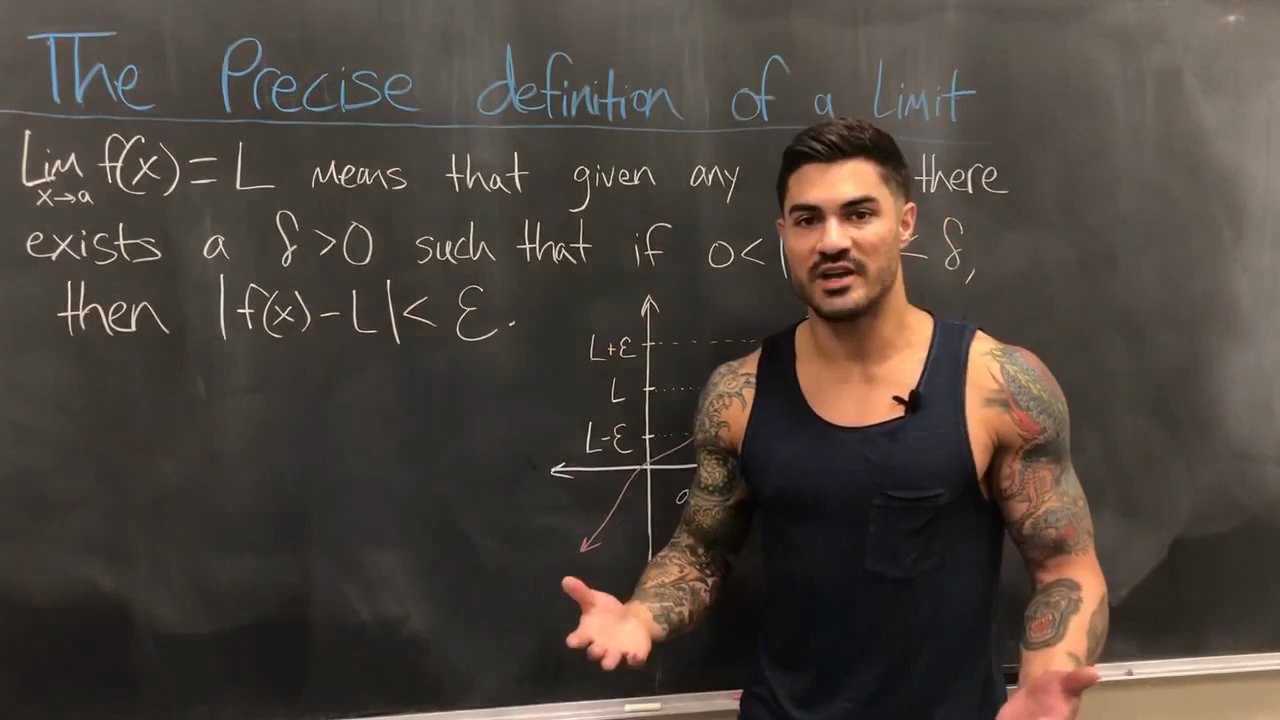 The Precise definition of a Limit
Lim f(x) = L means that given any there
x→a
exists a δ>0 such that if 0<| < δ,
then |f(x)-L|< ε.
L+ε
L
L-ε